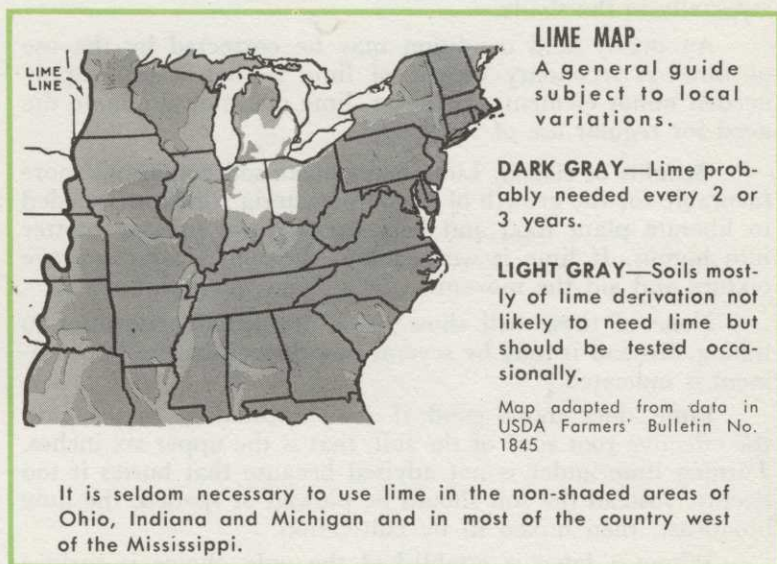 LIME MAP.
A general guide
subject to local
variations.
LIME
LINE
DARK GRAY—Lime prob-
ably needed every 2 or
3 years.
LIGHT GRAY—Soils most-
ly of lime derivation not
likely to need lime but
should be tested occa-
sionally.
Map adapted from data in
USDA Farmers' Bulletin No.
1845
It is seldom necessary to use lime in the non-shaded areas of
Ohio, Indiana and Michigan and in most of the country west
of the Mississippi.